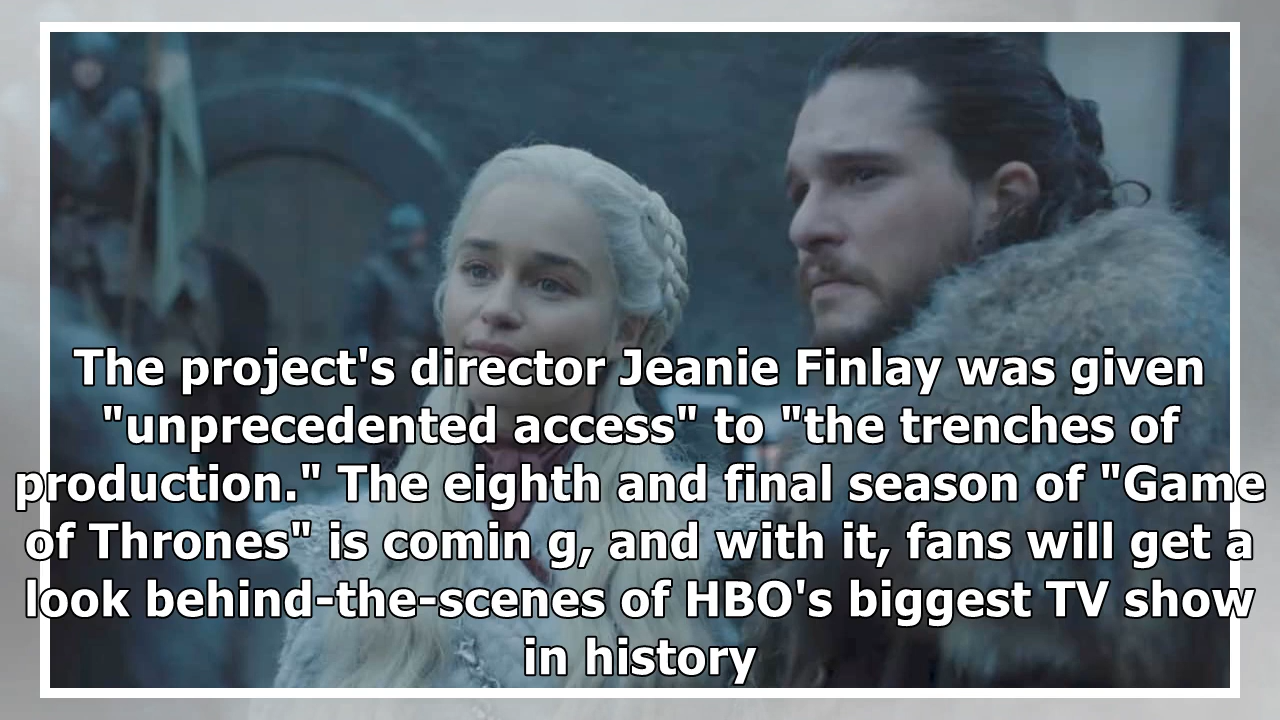 The project's director Jeanie Finlay was given
"unprecedented access" to "the trenches of
production." The eighth and final season of "Game
of Thrones" is comin g, and with it, fans will get a
look behind-the-scenes of HBO's biggest TV show
in history